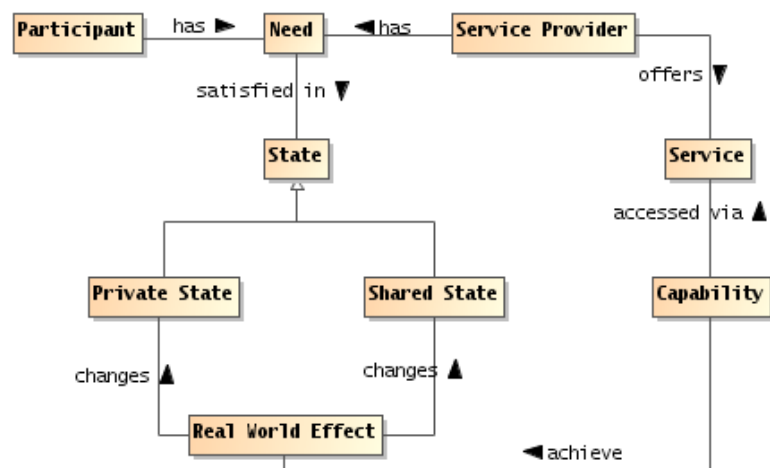 Participant
has
Need
has
Service Provider
satisfied in
offers
State
Service
accessed via
Private State
Shared State
Capability
changes
changes
Real World Effect
achieve